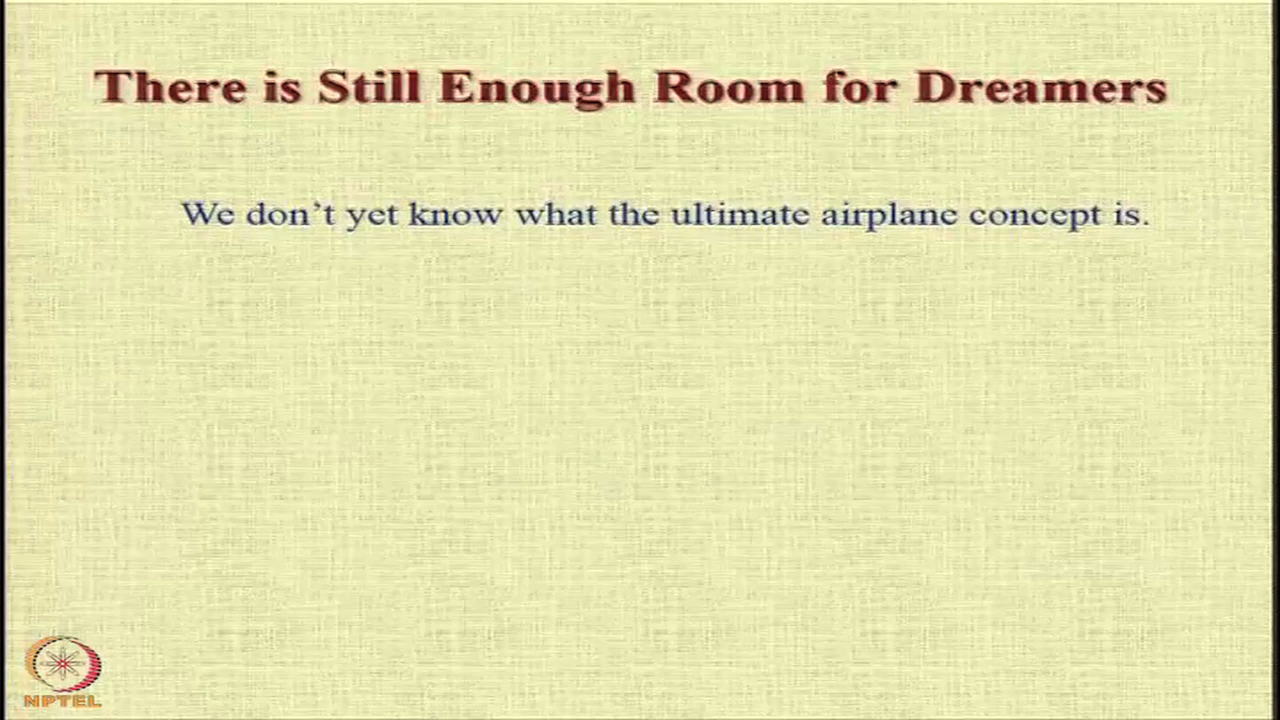 There is Still Enough Room for Dreamers
We don't yet know what the ultimate airplane concept is.
NPTEL